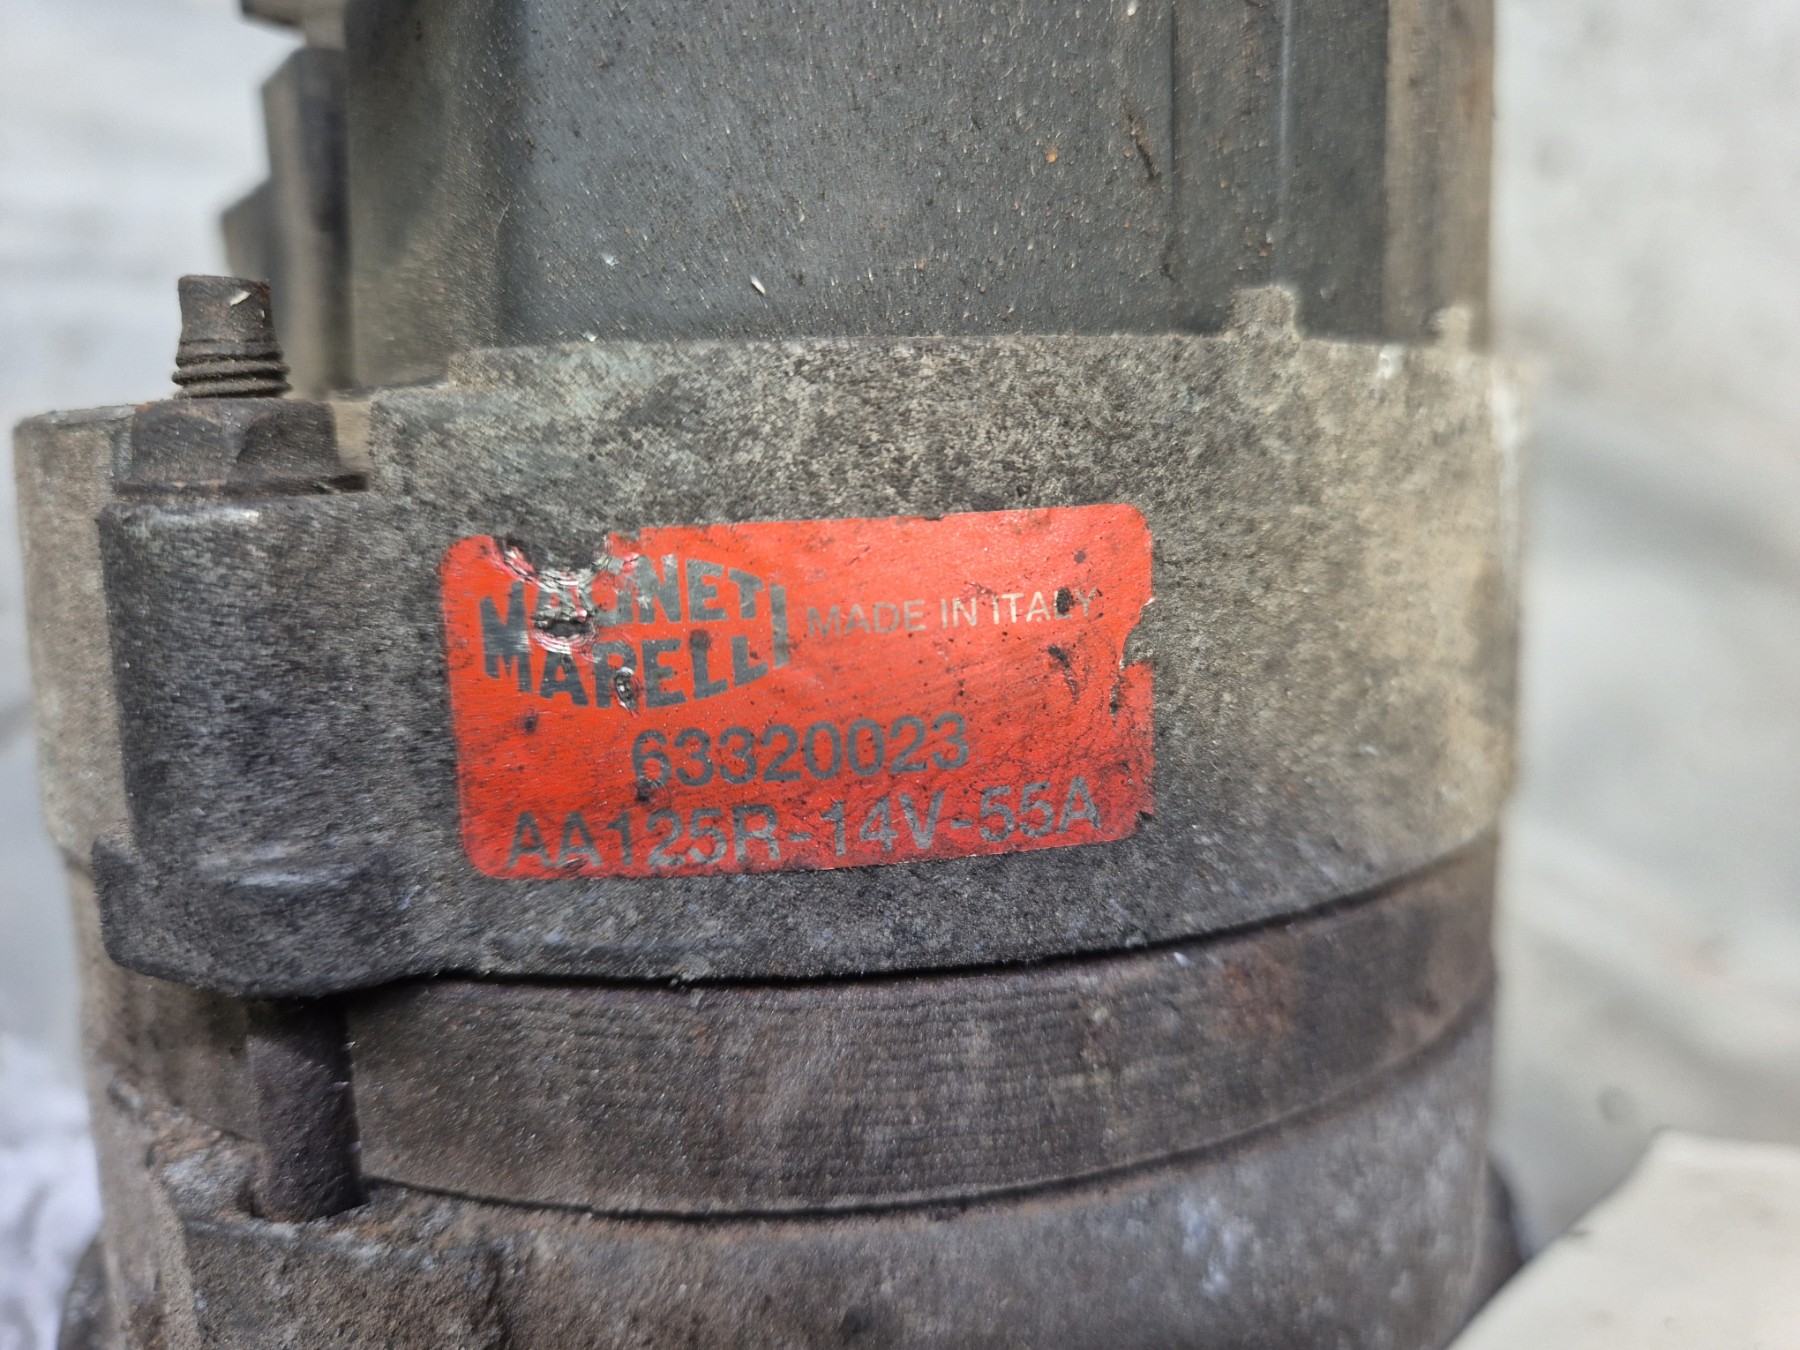 MAGNETI MADE IN ITALY
MARELLI
63320023
AA125R-14V-55A